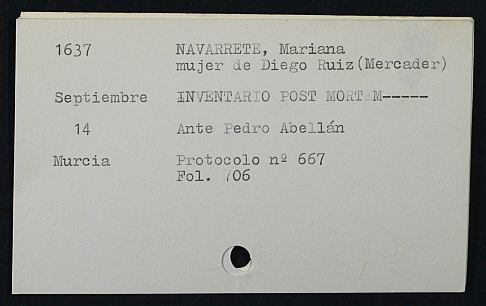 1637 NAVARRETE, Mariana
mujer de Diego Ruiz(Mercader)
Septiembre INVENTARIO POST MORTEM-----
14 Ante Pedro Abellán
Murcia Protocolo nº 667
Fol. 706